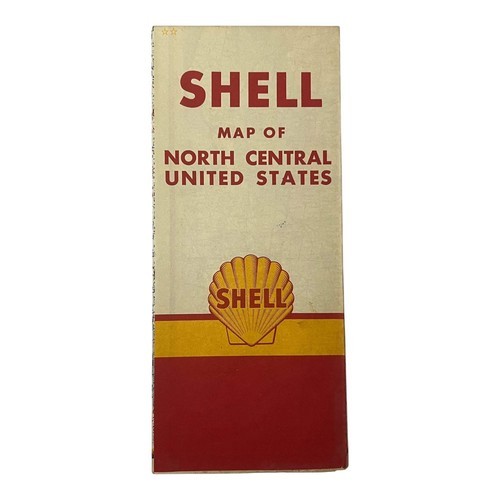 SHELL
MAP OF
NORTH CENTRAL
UNITED STATES
SHELL